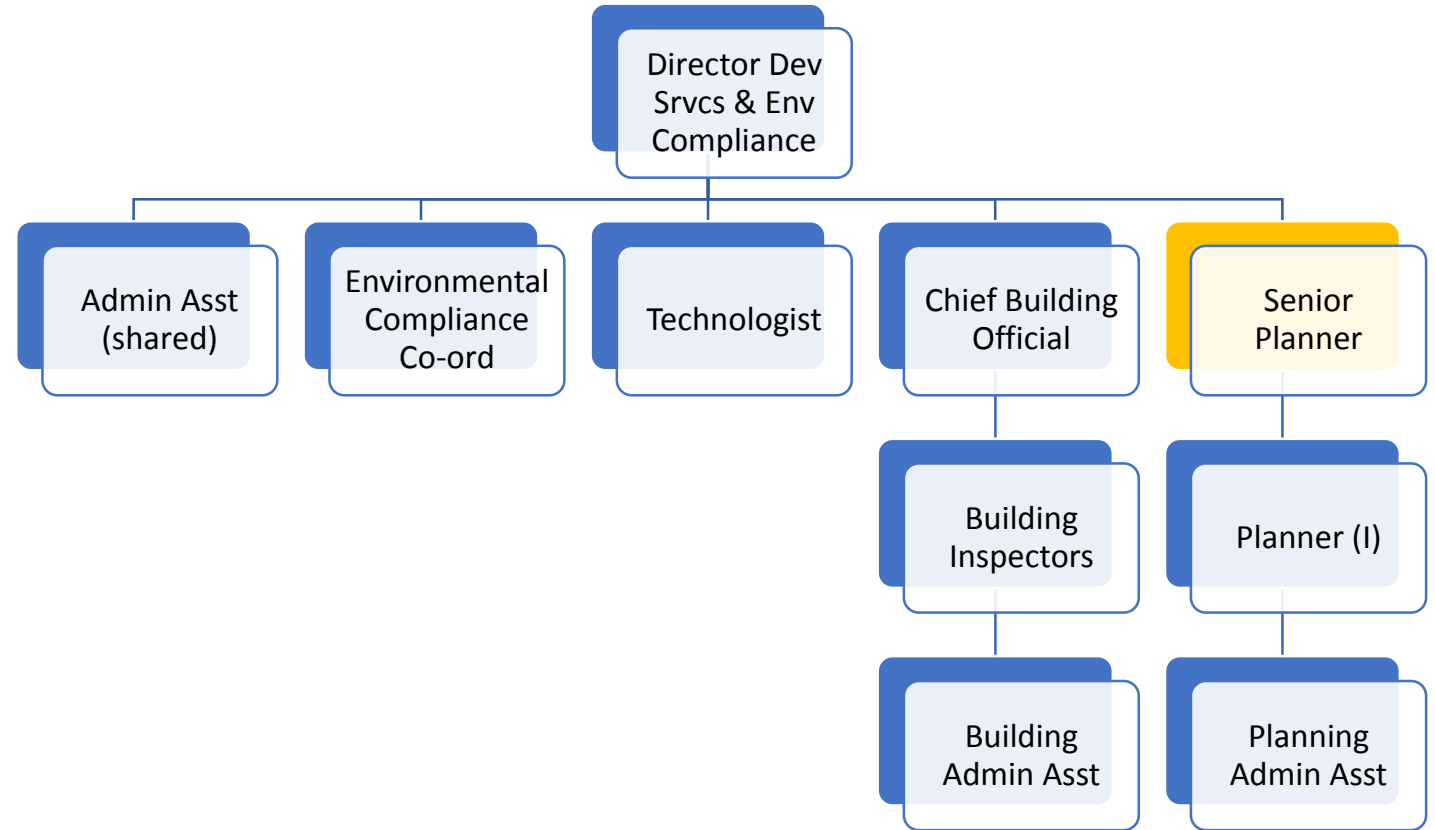 Director Dev
Srvcs & Env
Compliance
Admin Asst
(shared)
Environmental
Compliance
Co-ord
Technologist
Chief Building
Official
Senior
Planner
Building
Inspectors
Planner (I)
Building
Admin Asst
Planning
Admin Asst